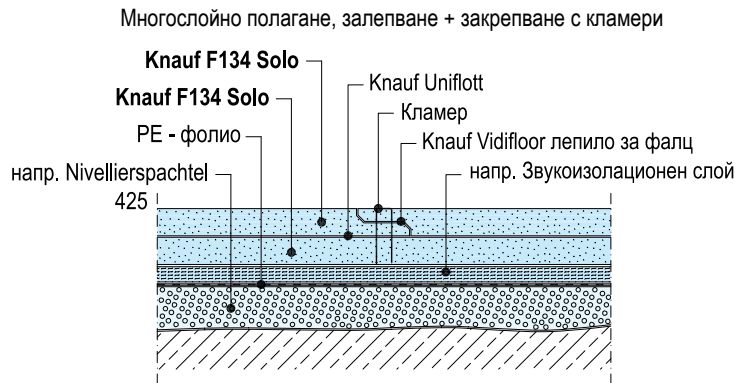 Многослойно полагане, залепване + закрепване с кламери
Knauf F134 Solo
Knauf Uniflott
Knauf F134 Solo
Кламер
PE - фолио
Knauf Vidifloor лепило за фалц
напр. Nivellierspachtel
напр. Звукоизолационен слой
425